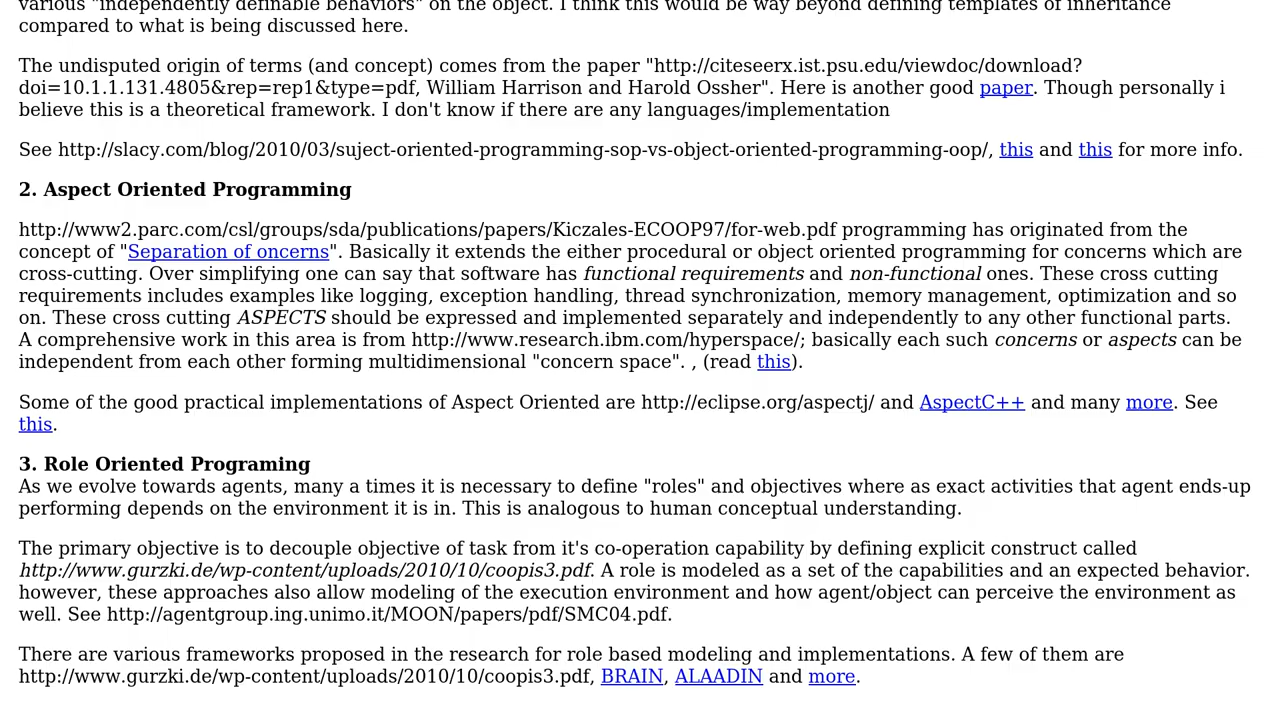 various "independently definable behaviors" on the object. I think this would be way beyond defining templates of inheritance
compared to what is being discussed here.
The undisputed origin of terms (and concept) comes from the paper "http://citeseerx.ist.psu.edu/viewdoc/download?
doi=10.1.1.131.4805&rep=rep1&type=pdf, William Harrison and Harold Ossher". Here is another good paper. Though personally i
believe this is a theoretical framework. I don't know if there are any languages/implementation
See http://slacy.com/blog/2010/03/suject-oriented-programming-sop-vs-object-oriented-programming-oop/, this and this for more info.
2. Aspect Oriented Programming
http://www2.parc.com/csl/groups/sda/publications/papers/Kiczales-ECOOP97/for-web.pdf programming has originated from the
concept of "Separation of oncerns". Basically it extends the either procedural or object oriented programming for concerns which are
cross-cutting. Over simplifying one can say that software has functional requirements and non-functional ones. These cross cutting
requirements includes examples like logging, exception handling, thread synchronization, memory management, optimization and so
on. These cross cutting ASPECTS should be expressed and implemented separately and independently to any other functional parts.
A comprehensive work in this area is from http://www.research.ibm.com/hyperspace/; basically each such concerns or aspects can be
independent from each other forming multidimensional "concern space". , (read this).
Some of the good practical implementations of Aspect Oriented are http://eclipse.org/aspectj/ and AspectC++ and many more. See
this.
3. Role Oriented Programing
As we evolve towards agents, many a times it is necessary to define "roles" and objectives where as exact activities that agent ends-up
performing depends on the environment it is in. This is analogous to human conceptual understanding.
The primary objective is to decouple objective of task from it's co-operation capability by defining explicit construct called
http://www.gurzki.de/wp-content/uploads/2010/10/coopis3.pdf. A role is modeled as a set of the capabilities and an expected behavior.
however, these approaches also allow modeling of the execution environment and how agent/object can perceive the environment as
well. See http://agentgroup.ing.unimo.it/MOON/papers/pdf/SMC04.pdf.
There are various frameworks proposed in the research for role based modeling and implementations. A few of them are
http://www.gurzki.de/wp-content/uploads/2010/10/coopis3.pdf, BRAIN, ALAADIN and more.